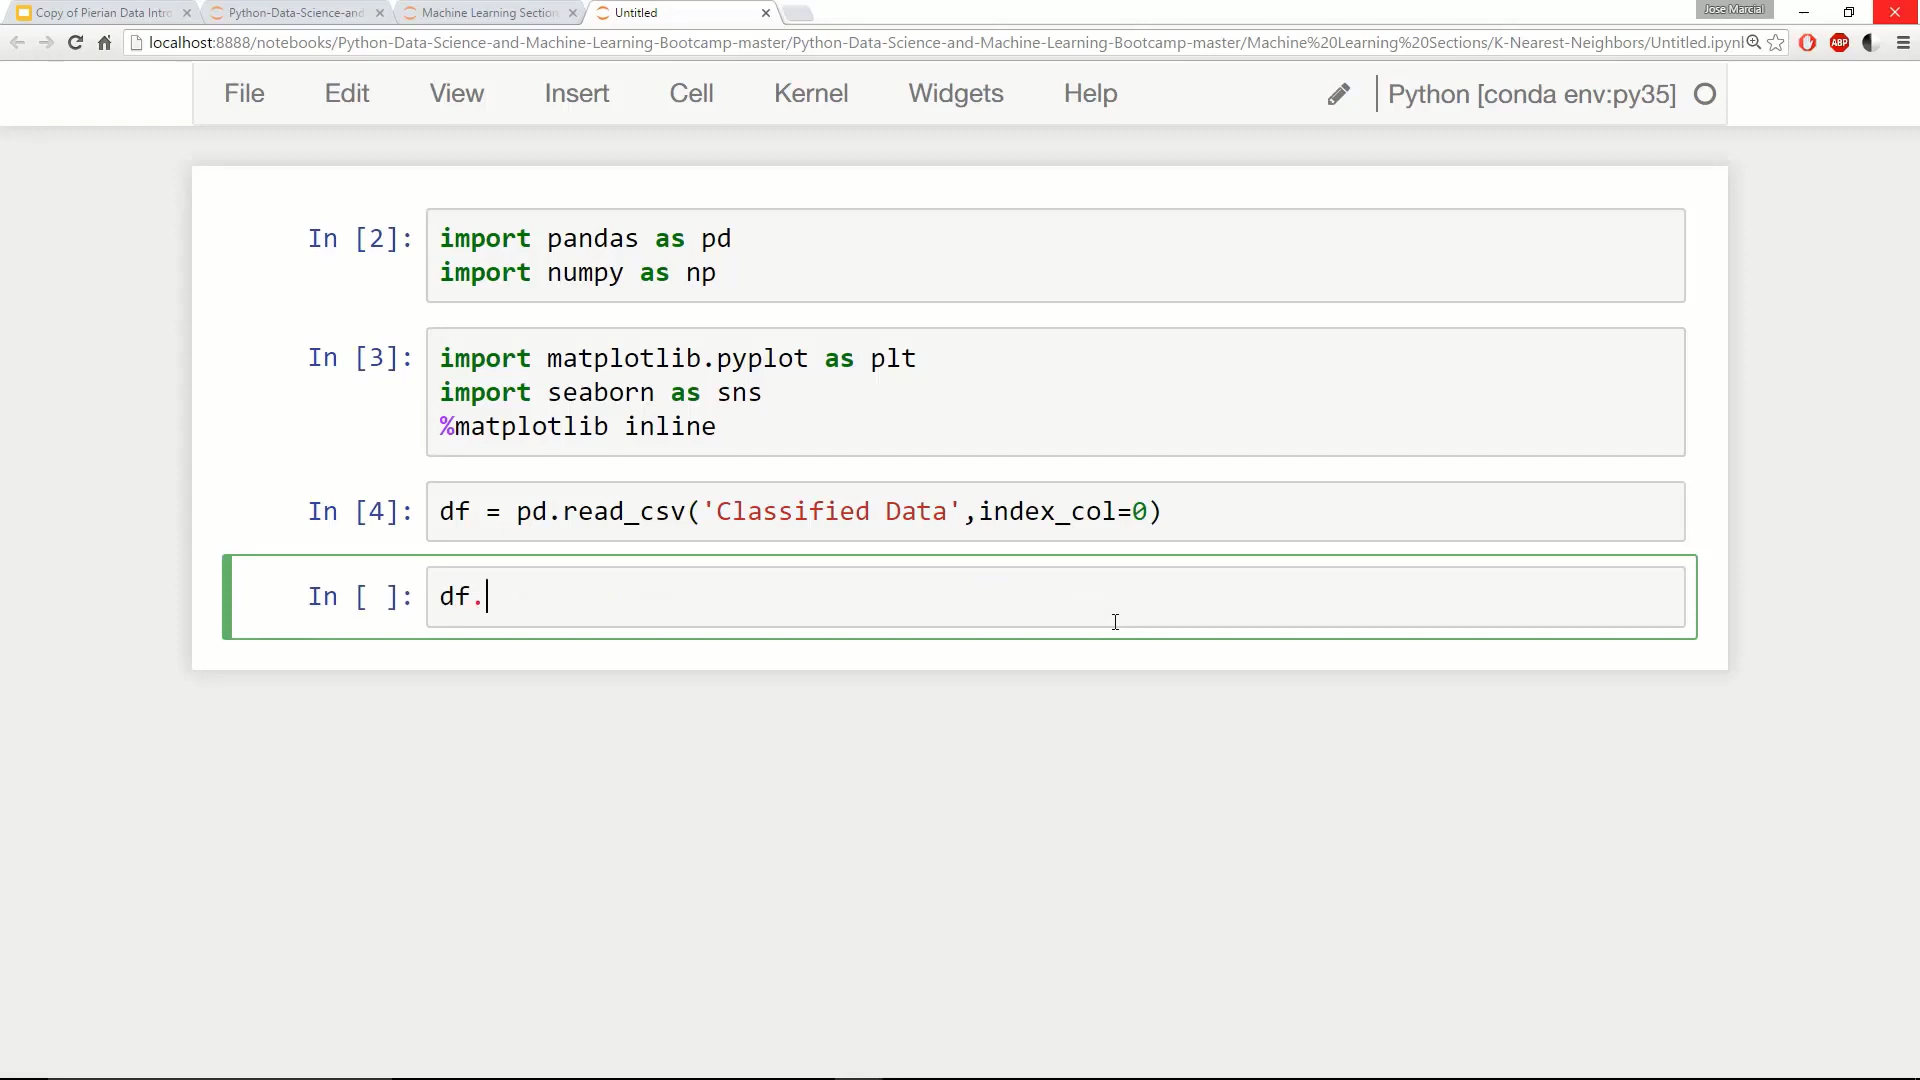 Copy of Pierian Data Intro
Python-Data-Science-and
Machine Learning Section
Untitled
Jose Marcial
localhost:8888/notebooks/Python-Data-Science-and-Machine-Learning-Bootcamp-master/Python-Data-Science-and-Machine-Learning-Bootcamp-master/Machine%20Learning%20Sections/K-Nearest-Neighbors/Untitled.ipynb
ABP
File Edit View Insert Cell Kernel Widgets Help Python [conda env:py35]
In [2]: import pandas as pd
import numpy as np
In [3]: import matplotlib.pyplot as plt
import seaborn as sns
%matplotlib inline
In [4]: df = pd.read_csv('Classified Data',index_col=0)
In [ ]: df.